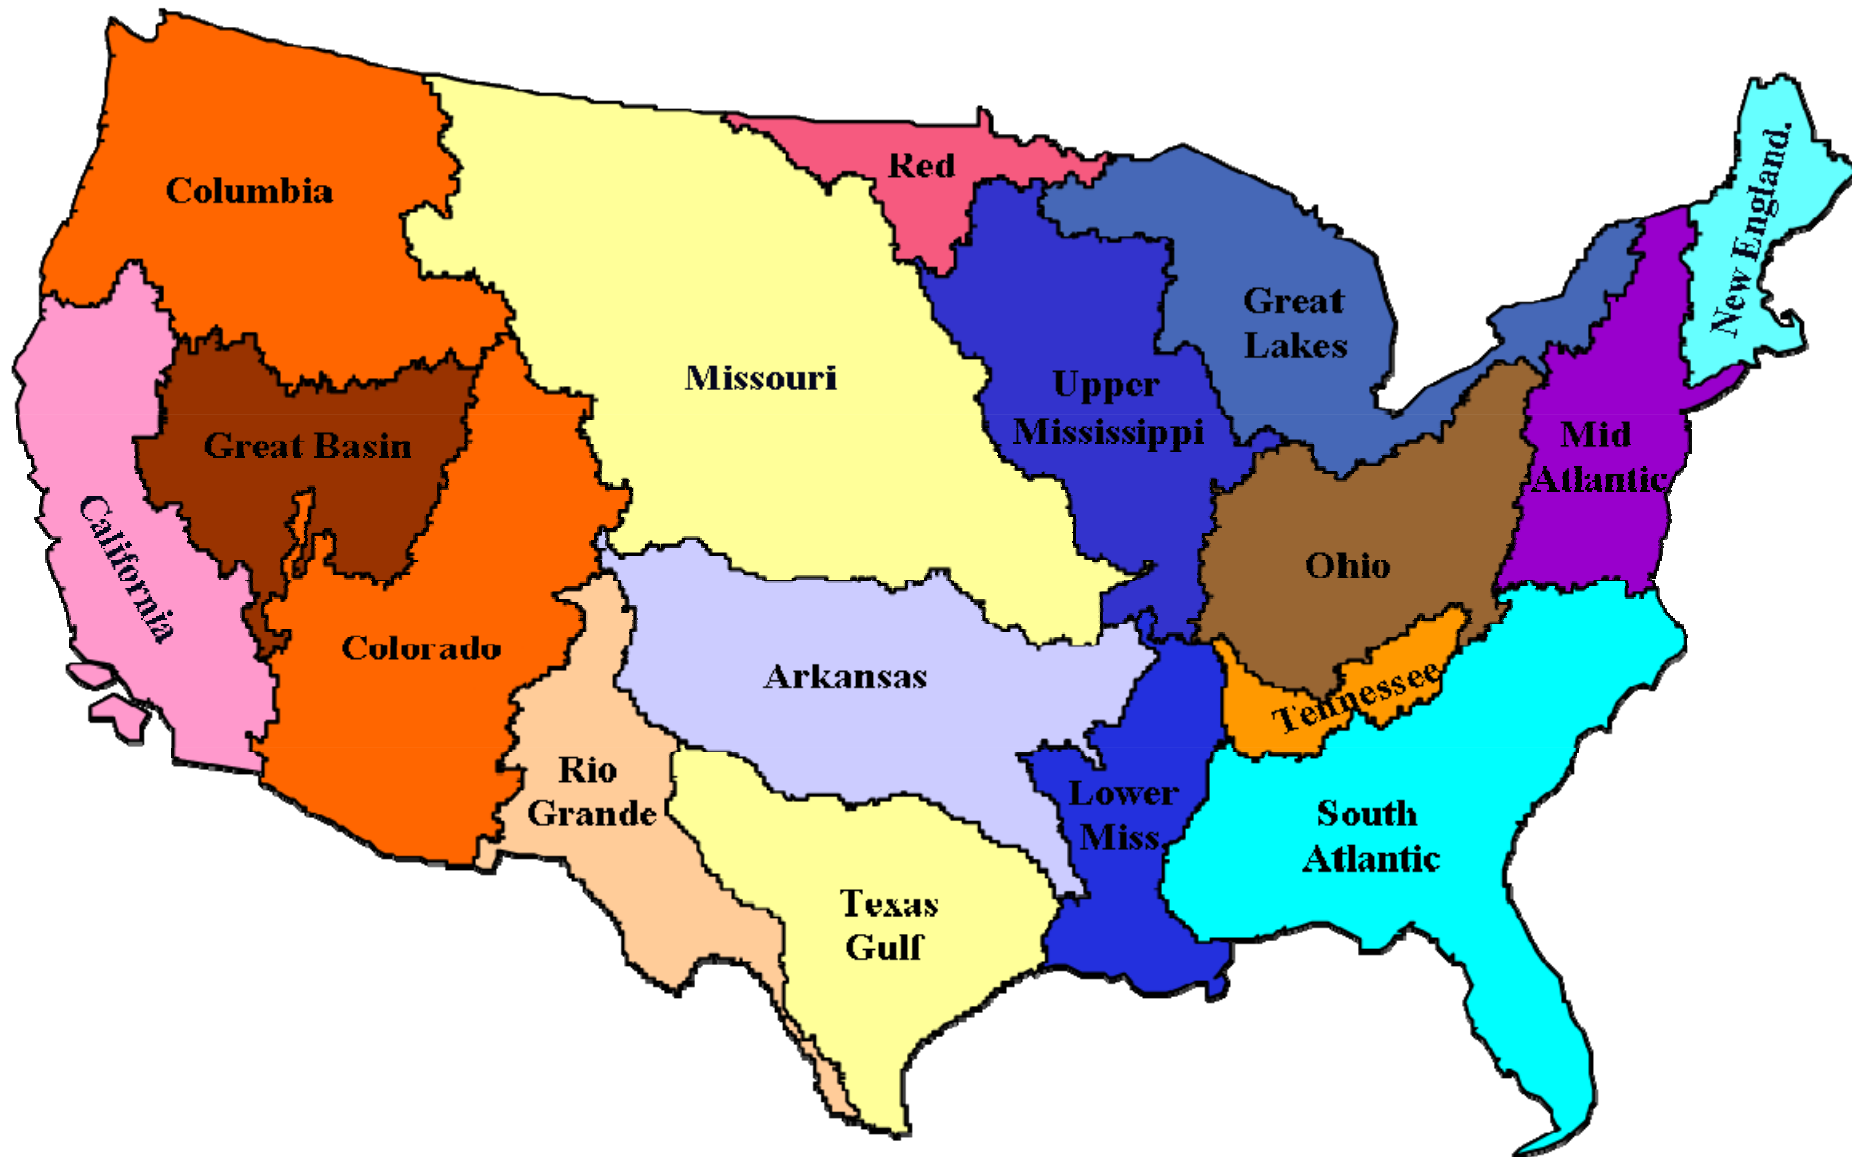 Columbia
Red
New England.
Great
Lakes
Missouri
Upper
Mississippi
Great Basin
Mid
Atlantic
California
Ohio
Colorado
Arkansas
Tennessee
Rio
Grande
Lower
Miss.
South
Atlantic
Texas
Gulf